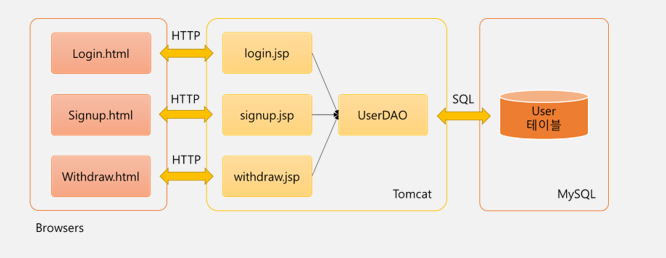 HTTP
Login.html
login.jsp
HTTP
SQL
Signup.html
signup.jsp
UserDAO
User
테이블
HTTP
Withdraw.html
withdraw.jsp
Tomcat
MySQL
Browsers